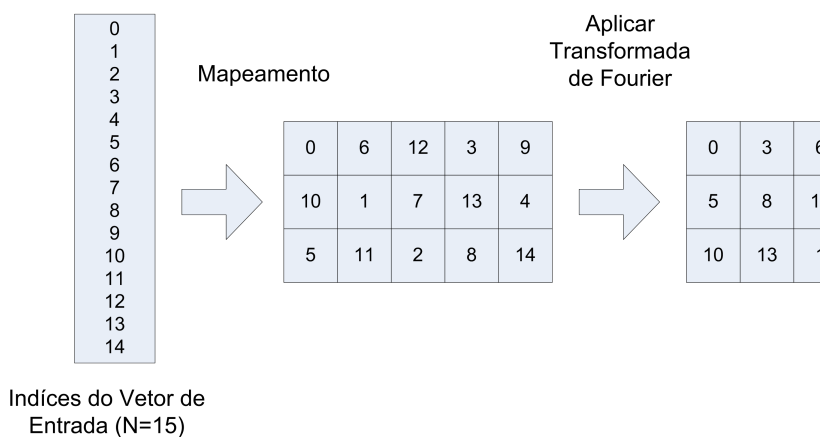 0
1
2
3
4
5
6
7
8
9
10
11
12
13
14
Indíces do Vetor de
Entrada (N=15)
Mapeamento
0 6 12 3 9
10 1 7 13 4
5 11 2 8 14
Aplicar
Transformada
de Fourier
0 3
5 8
10 13